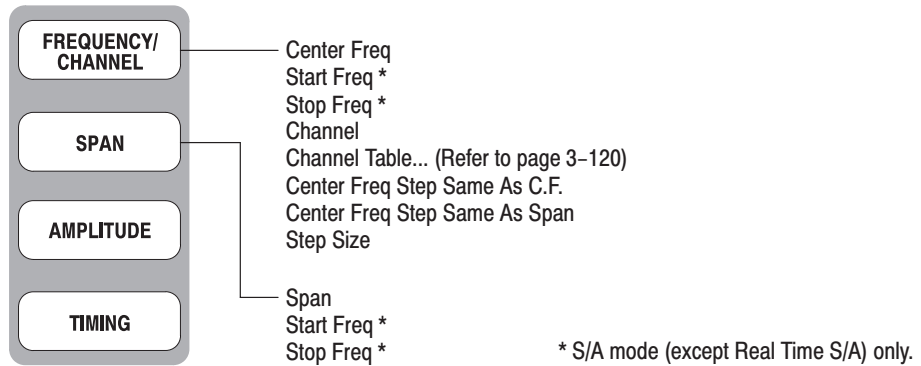 FREQUENCY/
CHANNEL
SPAN
AMPLITUDE
TIMING
Center Freq
Start Freq *
Stop Freq *
Channel
Channel Table... (Refer to page 3–120)
Center Freq Step Same As C.F.
Center Freq Step Same As Span
Step Size
Span
Start Freq *
Stop Freq *
* S/A mode (except Real Time S/A) only.